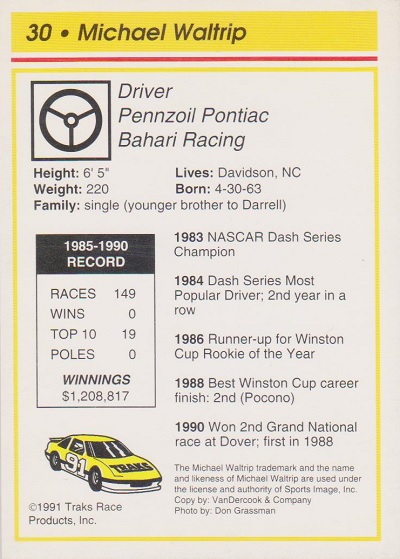 30 • Michael Waltrip
Driver
Pennzoil Pontiac
Bahari Racing
Height: 6' 5"
Lives: Davidson, NC
Weight: 220
Born: 4-30-63
Family: single (younger brother to Darrell)
1985-1990
RECORD
RACES 149
WINS 0
TOP 10 19
POLES 0
WINNINGS
$1,208,817
1983 NASCAR Dash Series
Champion
1984 Dash Series Most
Popular Driver; 2nd year in a
row
1986 Runner-up for Winston
Cup Rookie of the Year
1988 Best Winston Cup career
finish: 2nd (Pocono)
1990 Won 2nd Grand National
race at Dover; first in 1988
91
TRAKS
©1991 Traks Race
Products, Inc.
The Michael Waltrip trademark and the name
and likeness of Michael Waltrip are used under
the license and authority of Sports Image, Inc.
Copy by: VanDercook & Company
Photo by: Don Grassman